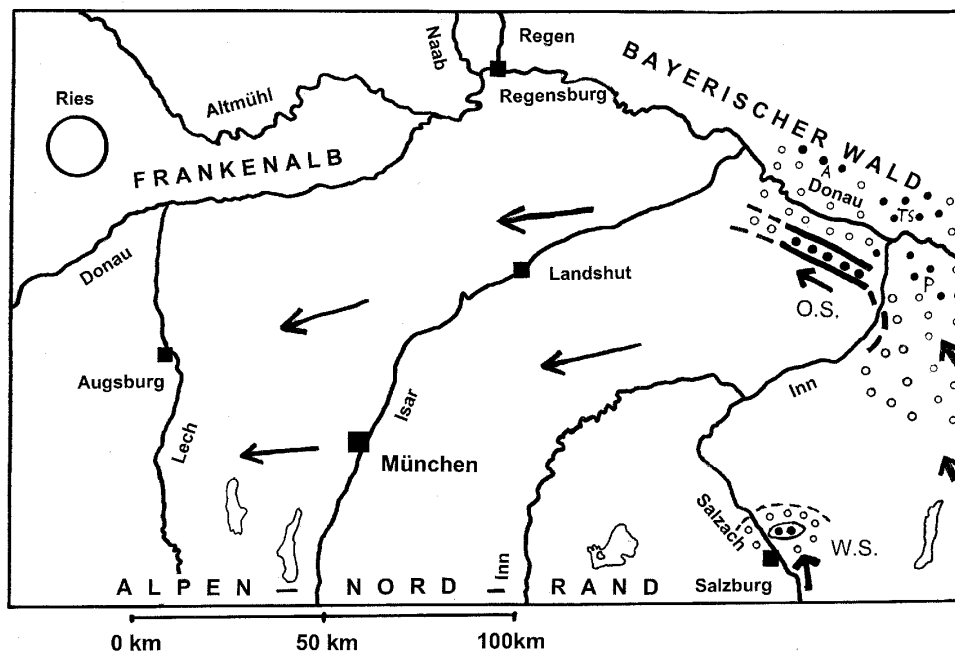 Naab
Regen
BAYERISCHER WALD
Ries
Altmühl
Regensburg
FRANKENALB
A
Donau
Ts
Donau
Landshut
P
O.S.
Augsburg
Inn
Isar
Lech
München
Salzach
W.S.
Inn
Salzburg
ALPEN – NORD – RAND
0 km 50 km 100km